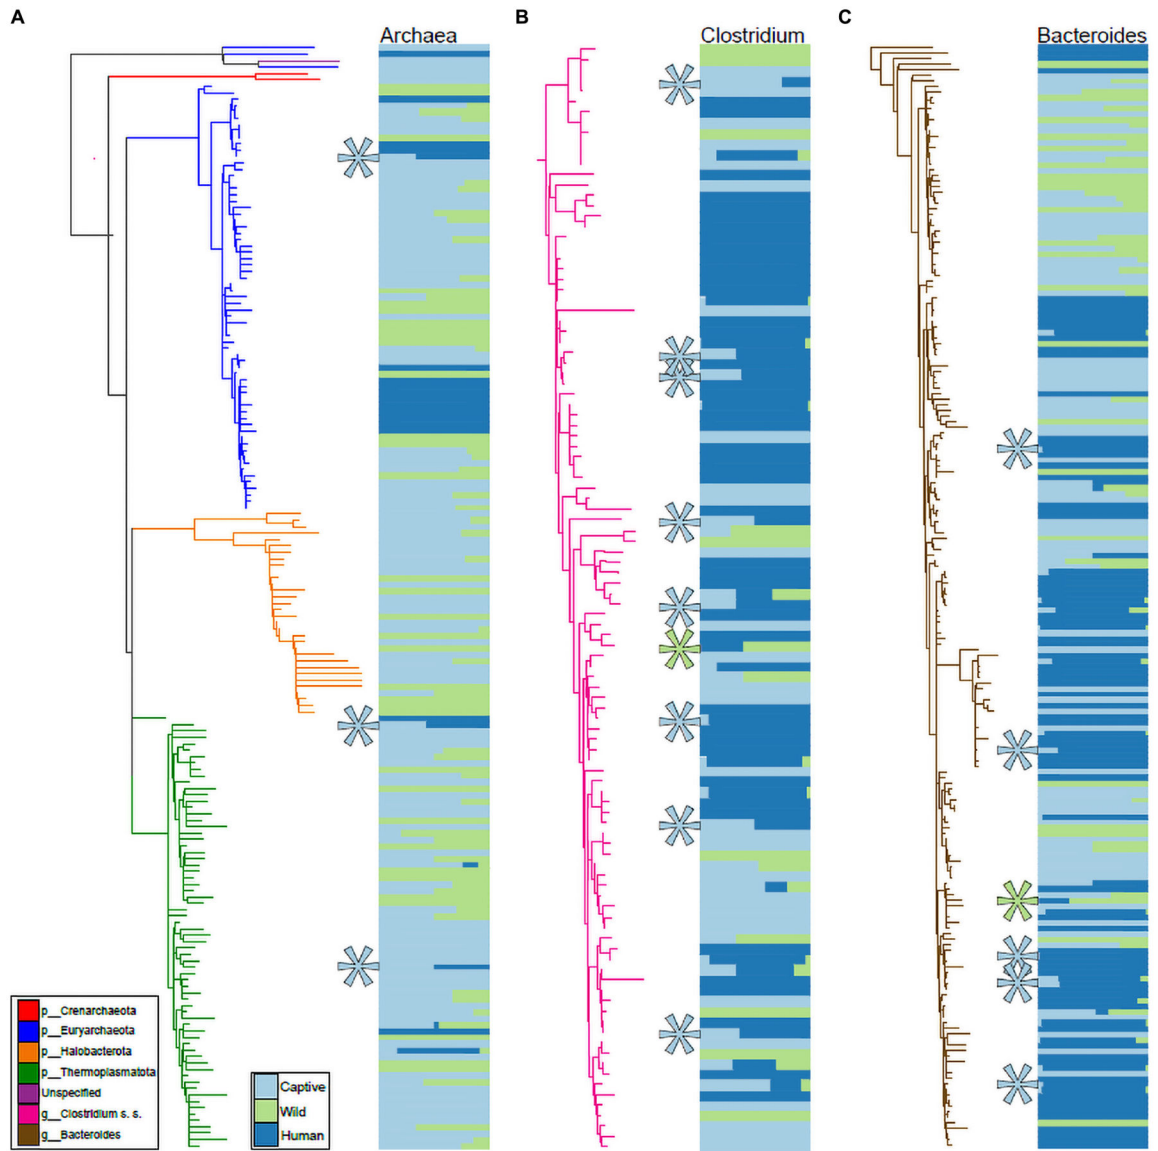 A
B
C
Archaea
Clostridium
Bacteroides
p__Crenarchaeota
p__Euryarchaeota
p__Halobacterota
p__Thermoplasmatota
Unspecified
g__Clostridium s. s.
g__Bacteroides
Captive
Wild
Human